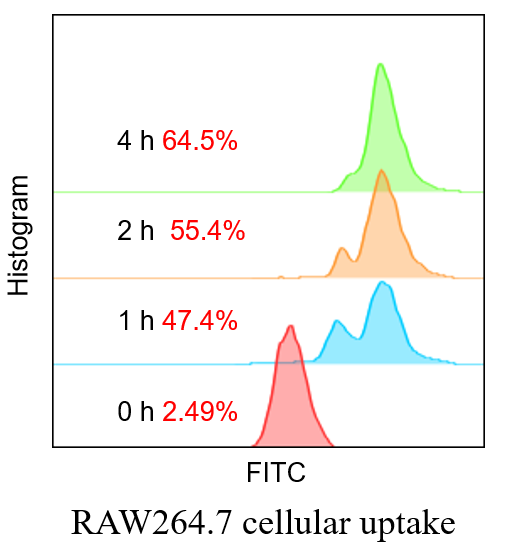 4 h 64.5%
2 h 55.4%
1 h 47.4%
0 h 2.49%
Histogram
FITC
RAW264.7 cellular uptake